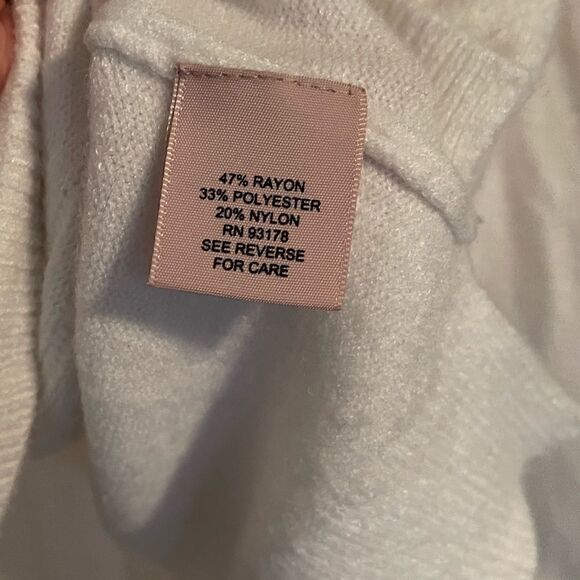 47% RAYON
33% POLYESTER
20% NYLON
RN 93178
SEE REVERSE
FOR CARE